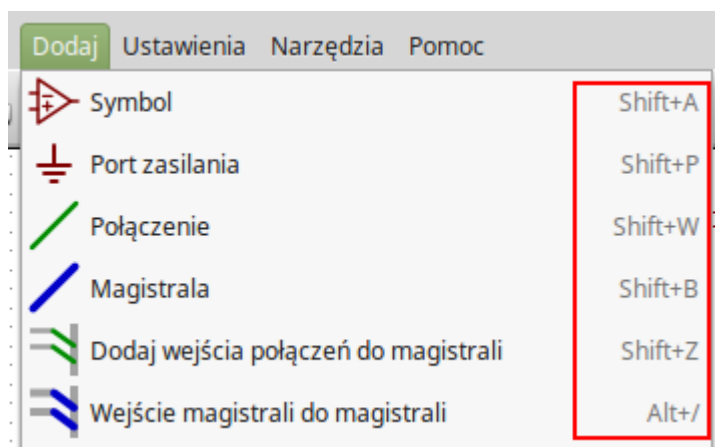 Dodaj Ustawienia Narzędzia Pomoc
Symbol Shift+A
Port zasilania Shift+P
Połączenie Shift+W
Magistrala Shift+B
Dodaj wejścia połączeń do magistrali Shift+Z
Wejście magistrali do magistrali Alt+/